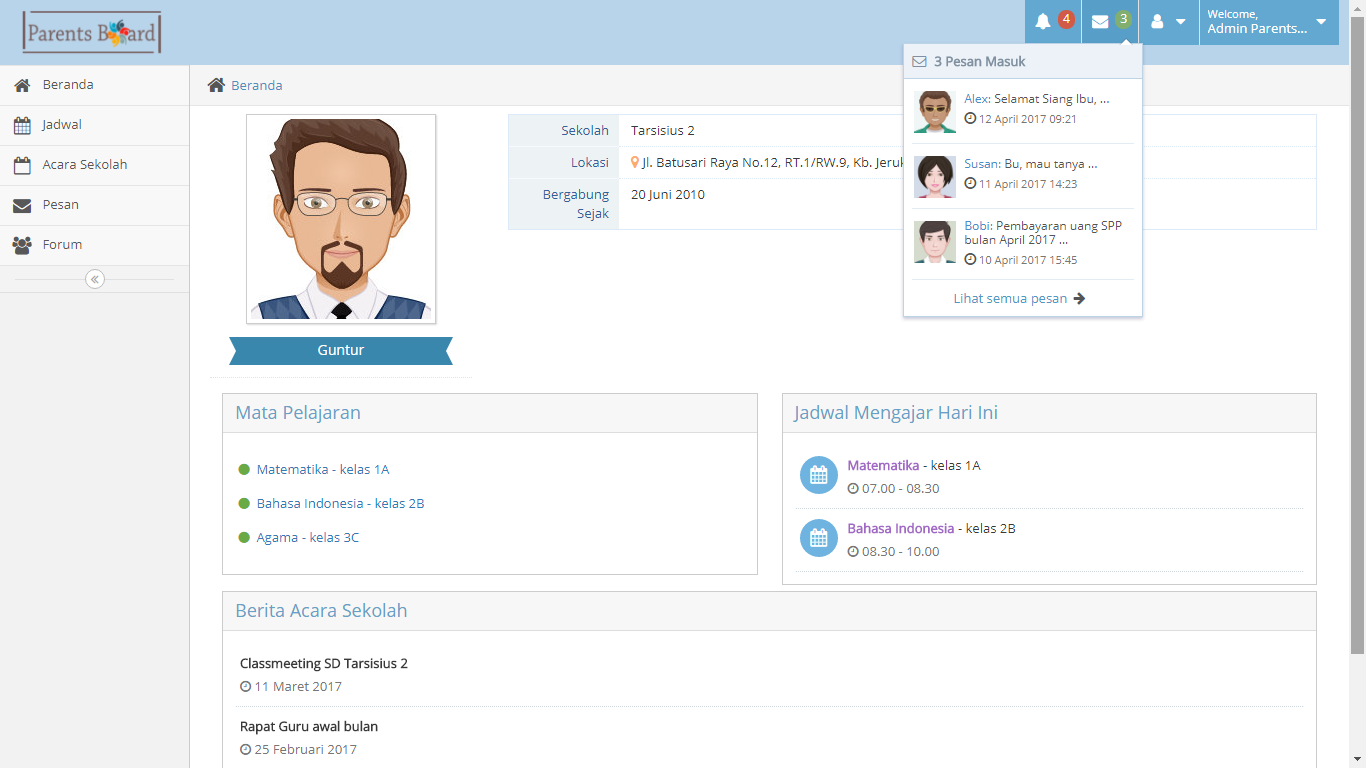 Parents Board
4
3
Welcome,
Admin Parents...
Beranda
Jadwal
Acara Sekolah
Pesan
Forum
Beranda
3 Pesan Masuk
Alex: Selamat Siang Ibu, ...
12 April 2017 09:21
Susan: Bu, mau tanya ...
11 April 2017 14:23
Bobi: Pembayaran uang SPP
bulan April 2017 ...
10 April 2017 15:45
Lihat semua pesan
Guntur
Sekolah Tarsisius 2
Lokasi Jl. Batusari Raya No.12, RT.1/RW.9, Kb. Jeruk
Bergabung 20 Juni 2010
Sejak
Mata Pelajaran
Matematika - kelas 1A
Bahasa Indonesia - kelas 2B
Agama - kelas 3C
Jadwal Mengajar Hari Ini
Matematika - kelas 1A
07.00 - 08.30
Bahasa Indonesia - kelas 2B
08.30 - 10.00
Berita Acara Sekolah
Classmeeting SD Tarsisius 2
11 Maret 2017
Rapat Guru awal bulan
25 Februari 2017